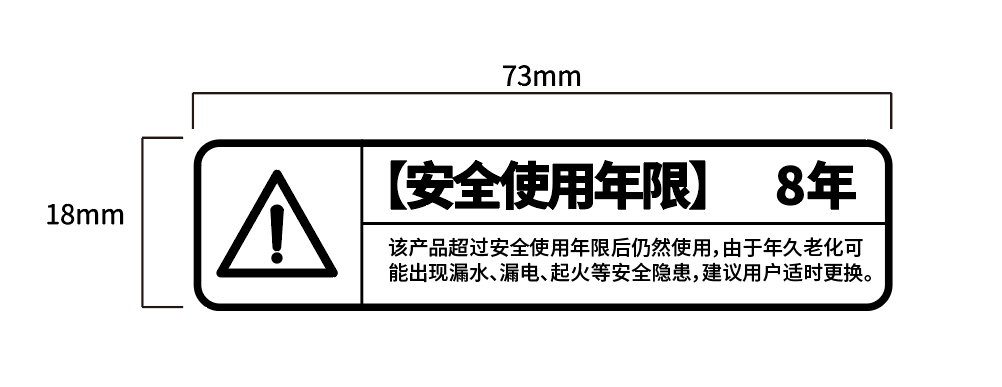 73mm
18mm
【安全使用年限】 8年
该产品超过安全使用年限后仍然使用，由于年久老化可
能出现漏水、漏电、起火等安全隐患，建议用户适时更换。